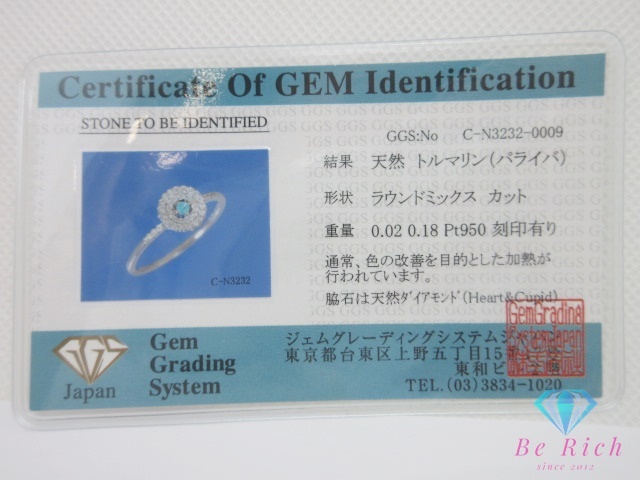 Certificate Of GEM Identification
STONE TO BE IDENTIFIED
GGS:No C-N3232-0009
結果 天然 トルマリン(パライバ)
形状 ラウンドミックス カット
重量 0.02 0.18 Pt950 刻印有り
通常、色の改善を目的とした加熱が
行われています。
脇石は天然ダイアモンド(Heart&Cupid)
C-N3232
GGS
Japan
Gem
Grading
System
ジェムグレーディングシステム
東京都台東区上野五丁目15
東和ビ
TEL.(03)3834-1020
GemGrading
SystemJapan
Be Rich
since 2012